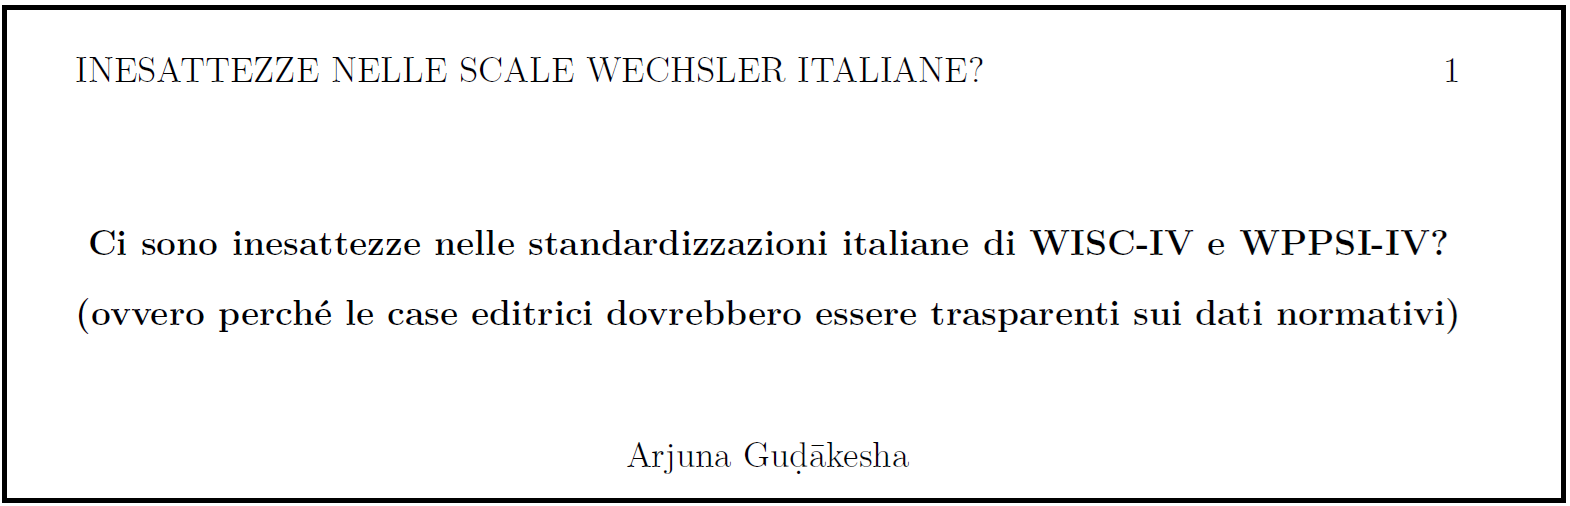 INESATTEZZE NELLE SCALE WECHSLER ITALIANE? 1
Ci sono inesattezze nelle standardizzazioni italiane di WISC-IV e WPPSI-IV?
(ovvero perché le case editrici dovrebbero essere trasparenti sui dati normativi)
Arjuna Guḍākesha